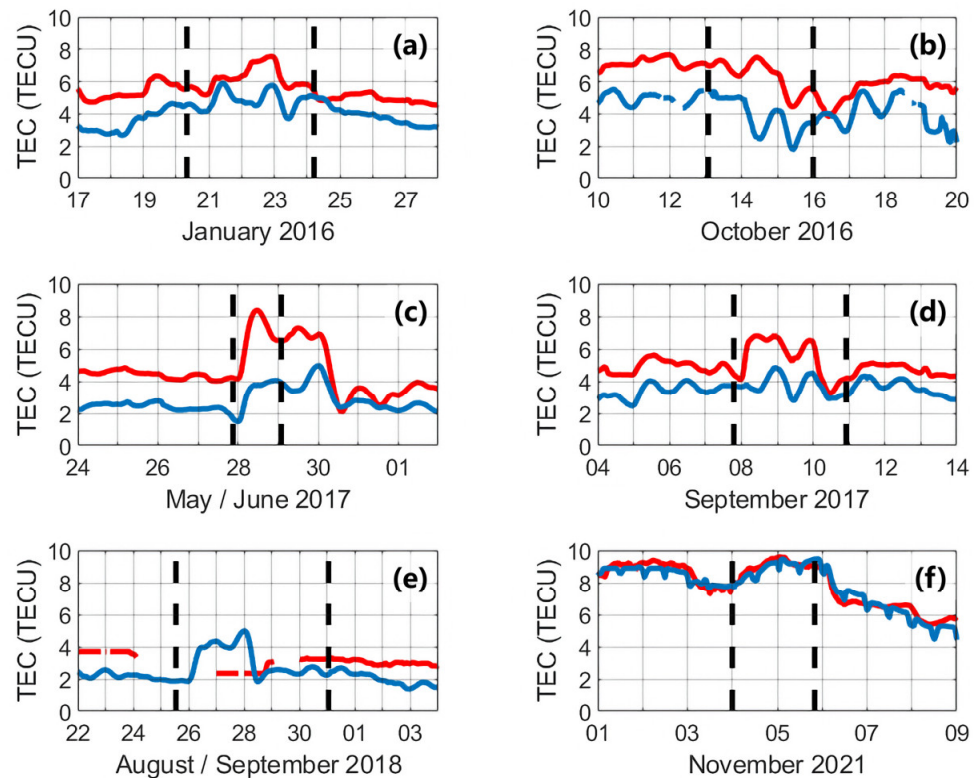 10
8
6
4
2
0
TEC (TECU)
(a)
17 19 21 23 25 27
January 2016
10
8
6
4
2
0
TEC (TECU)
(b)
10 12 14 16 18 20
October 2016
10
8
6
4
2
0
TEC (TECU)
(c)
24 26 28 30 01
May / June 2017
10
8
6
4
2
0
TEC (TECU)
(d)
04 06 08 10 12 14
September 2017
10
8
6
4
2
0
TEC (TECU)
(e)
22 24 26 28 30 01 03
August / September 2018
10
8
6
4
2
0
TEC (TECU)
(f)
01 03 05 07 09
November 2021